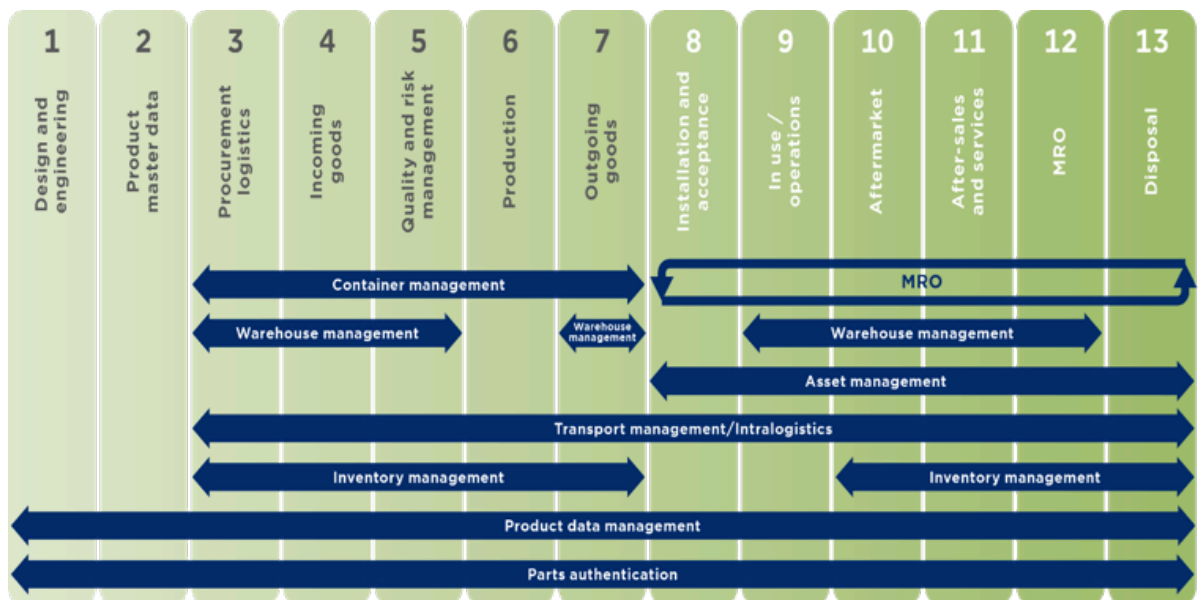 1 2 3 4 5 6 7 8 9 10 11 12 13
Design and
engineering
Product
master data
Procurement
logistics
Incoming
goods
Quality and risk
management
Production
Outgoing
goods
Installation and
acceptance
In use /
operations
Aftermarket
After-sales
and services
MRO
Disposal
Container management
MRO
Warehouse management
Warehouse
management
Warehouse management
Asset management
Transport management/Intralogistics
Inventory management
Inventory management
Product data management
Parts authentication